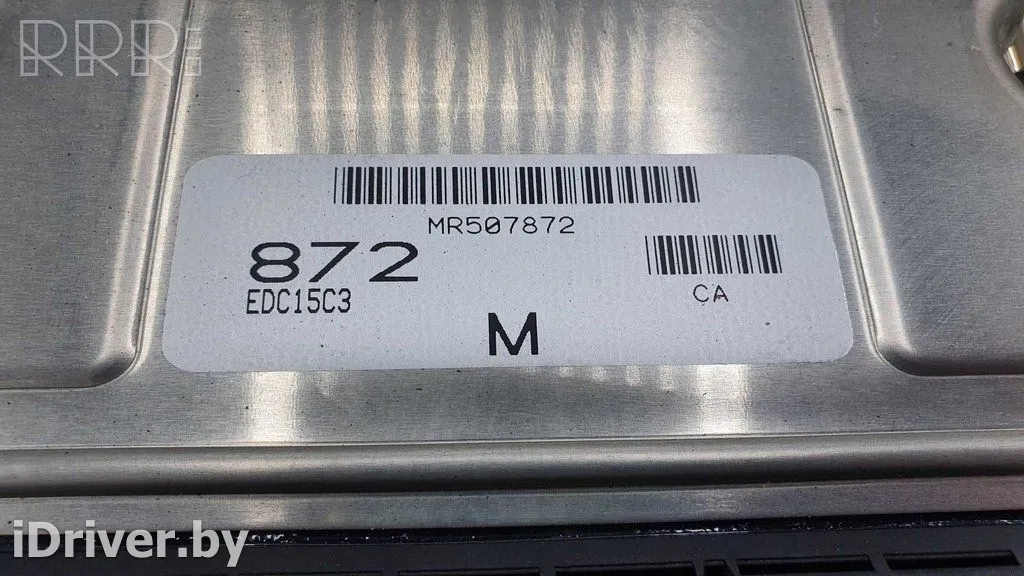 RRR
MR507872
872
EDC15C3
CA
M
iDriver.by